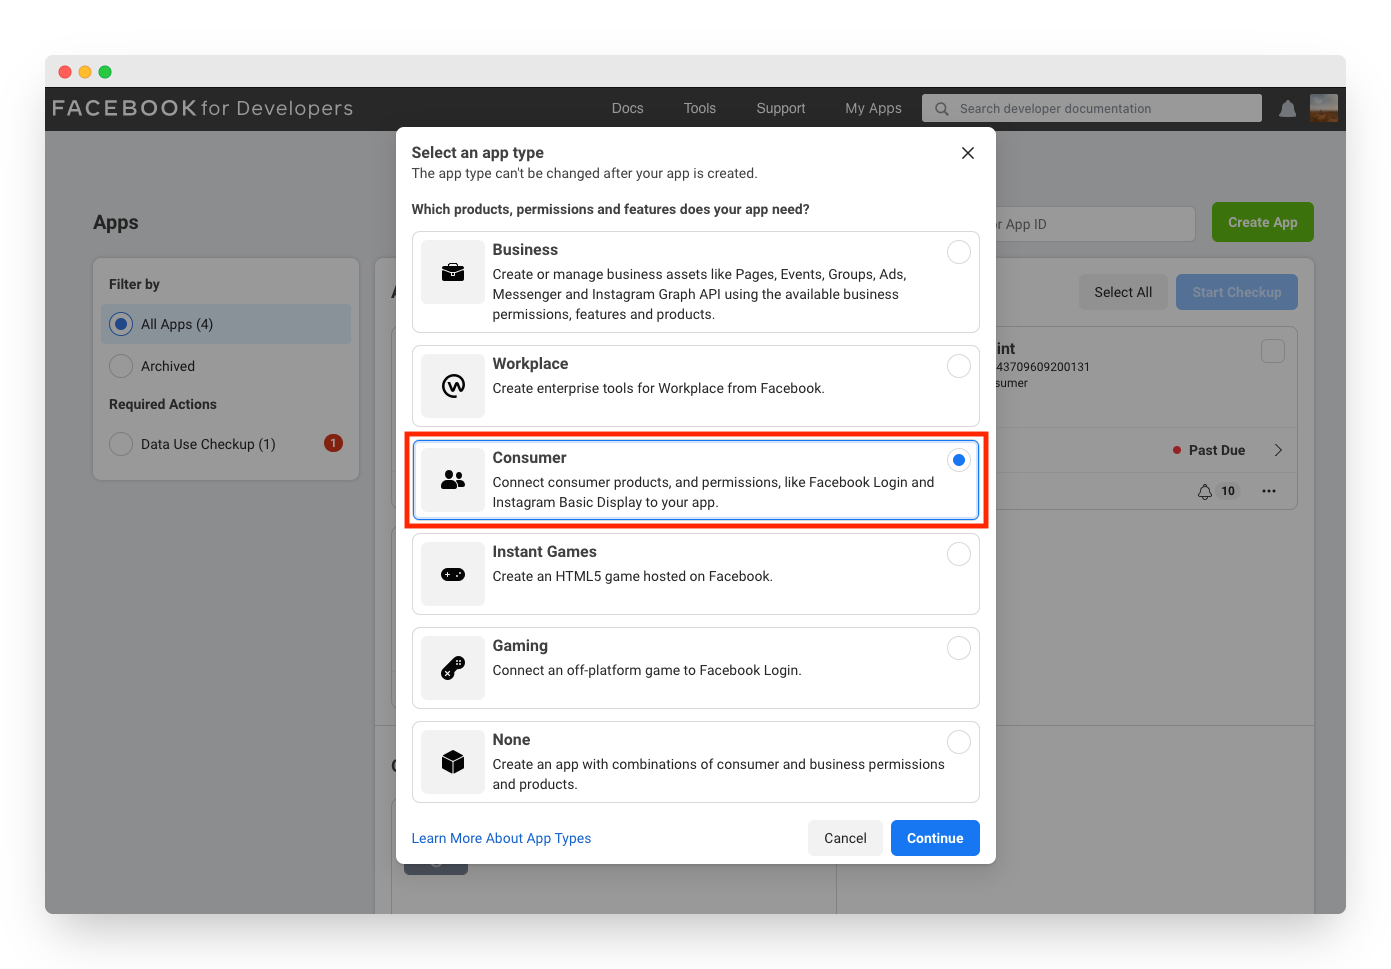 FACEBOOK for Developers
Docs
Tools
Support
My Apps
Search developer documentation
Select an app type
The app type can't be changed after your app is created.
Which products, permissions and features does your app need?
Apps
App ID
Create App
Filter by
All Apps (4)
Archived
Required Actions
Data Use Checkup (1)
1
Business
Create or manage business assets like Pages, Events, Groups, Ads,
Messenger and Instagram Graph API using the available business
permissions, features and products.
Select All
Start Checkup
Workplace
Create enterprise tools for Workplace from Facebook.
int
43709609200131
sumer
Consumer
Connect consumer products, and permissions, like Facebook Login and
Instagram Basic Display to your app.
Past Due
10
Instant Games
Create an HTML5 game hosted on Facebook.
Gaming
Connect an off-platform game to Facebook Login.
None
Create an app with combinations of consumer and business permissions
and products.
Learn More About App Types
Cancel
Continue